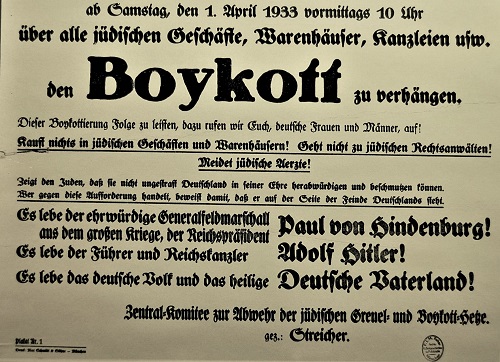 ab Samstag, den 1. April 1933 vormittags 10 Uhr
über alle jüdischen Geschäfte, Warenhäuser, Kanzleien usw.
den Boykott zu verhängen.
Dieser Boykottierung Folge zu leisten, dazu rufen wir Euch, deutsche Frauen und Männer, auf!
Kauft nichts in jüdischen Geschäften und Warenhäusern! Geht nicht zu jüdischen Rechtsanwälten!
Meidet jüdische Aerzte!
Zeigt den Juden, daß sie nicht ungestraft Deutschland in seiner Ehre herabwürdigen und beschmutzen können.
Wer gegen diese Aufforderung handelt, beweist damit, daß er auf der Seite der Feinde Deutschlands steht.
Es lebe der ehrwürdige Generalfeldmarschall
aus dem großen Kriege, der Reichspräsident Paul von Hindenburg!
Es lebe der Führer und Reichskanzler Adolf Hitler!
Es lebe das deutsche Volk und das heilige Deutsche Vaterland!
Zentral-Komitee zur Abwehr der jüdischen Greuel- und Boykott-Hetze.
gez.: Streicher.
Plakat Nr. 1